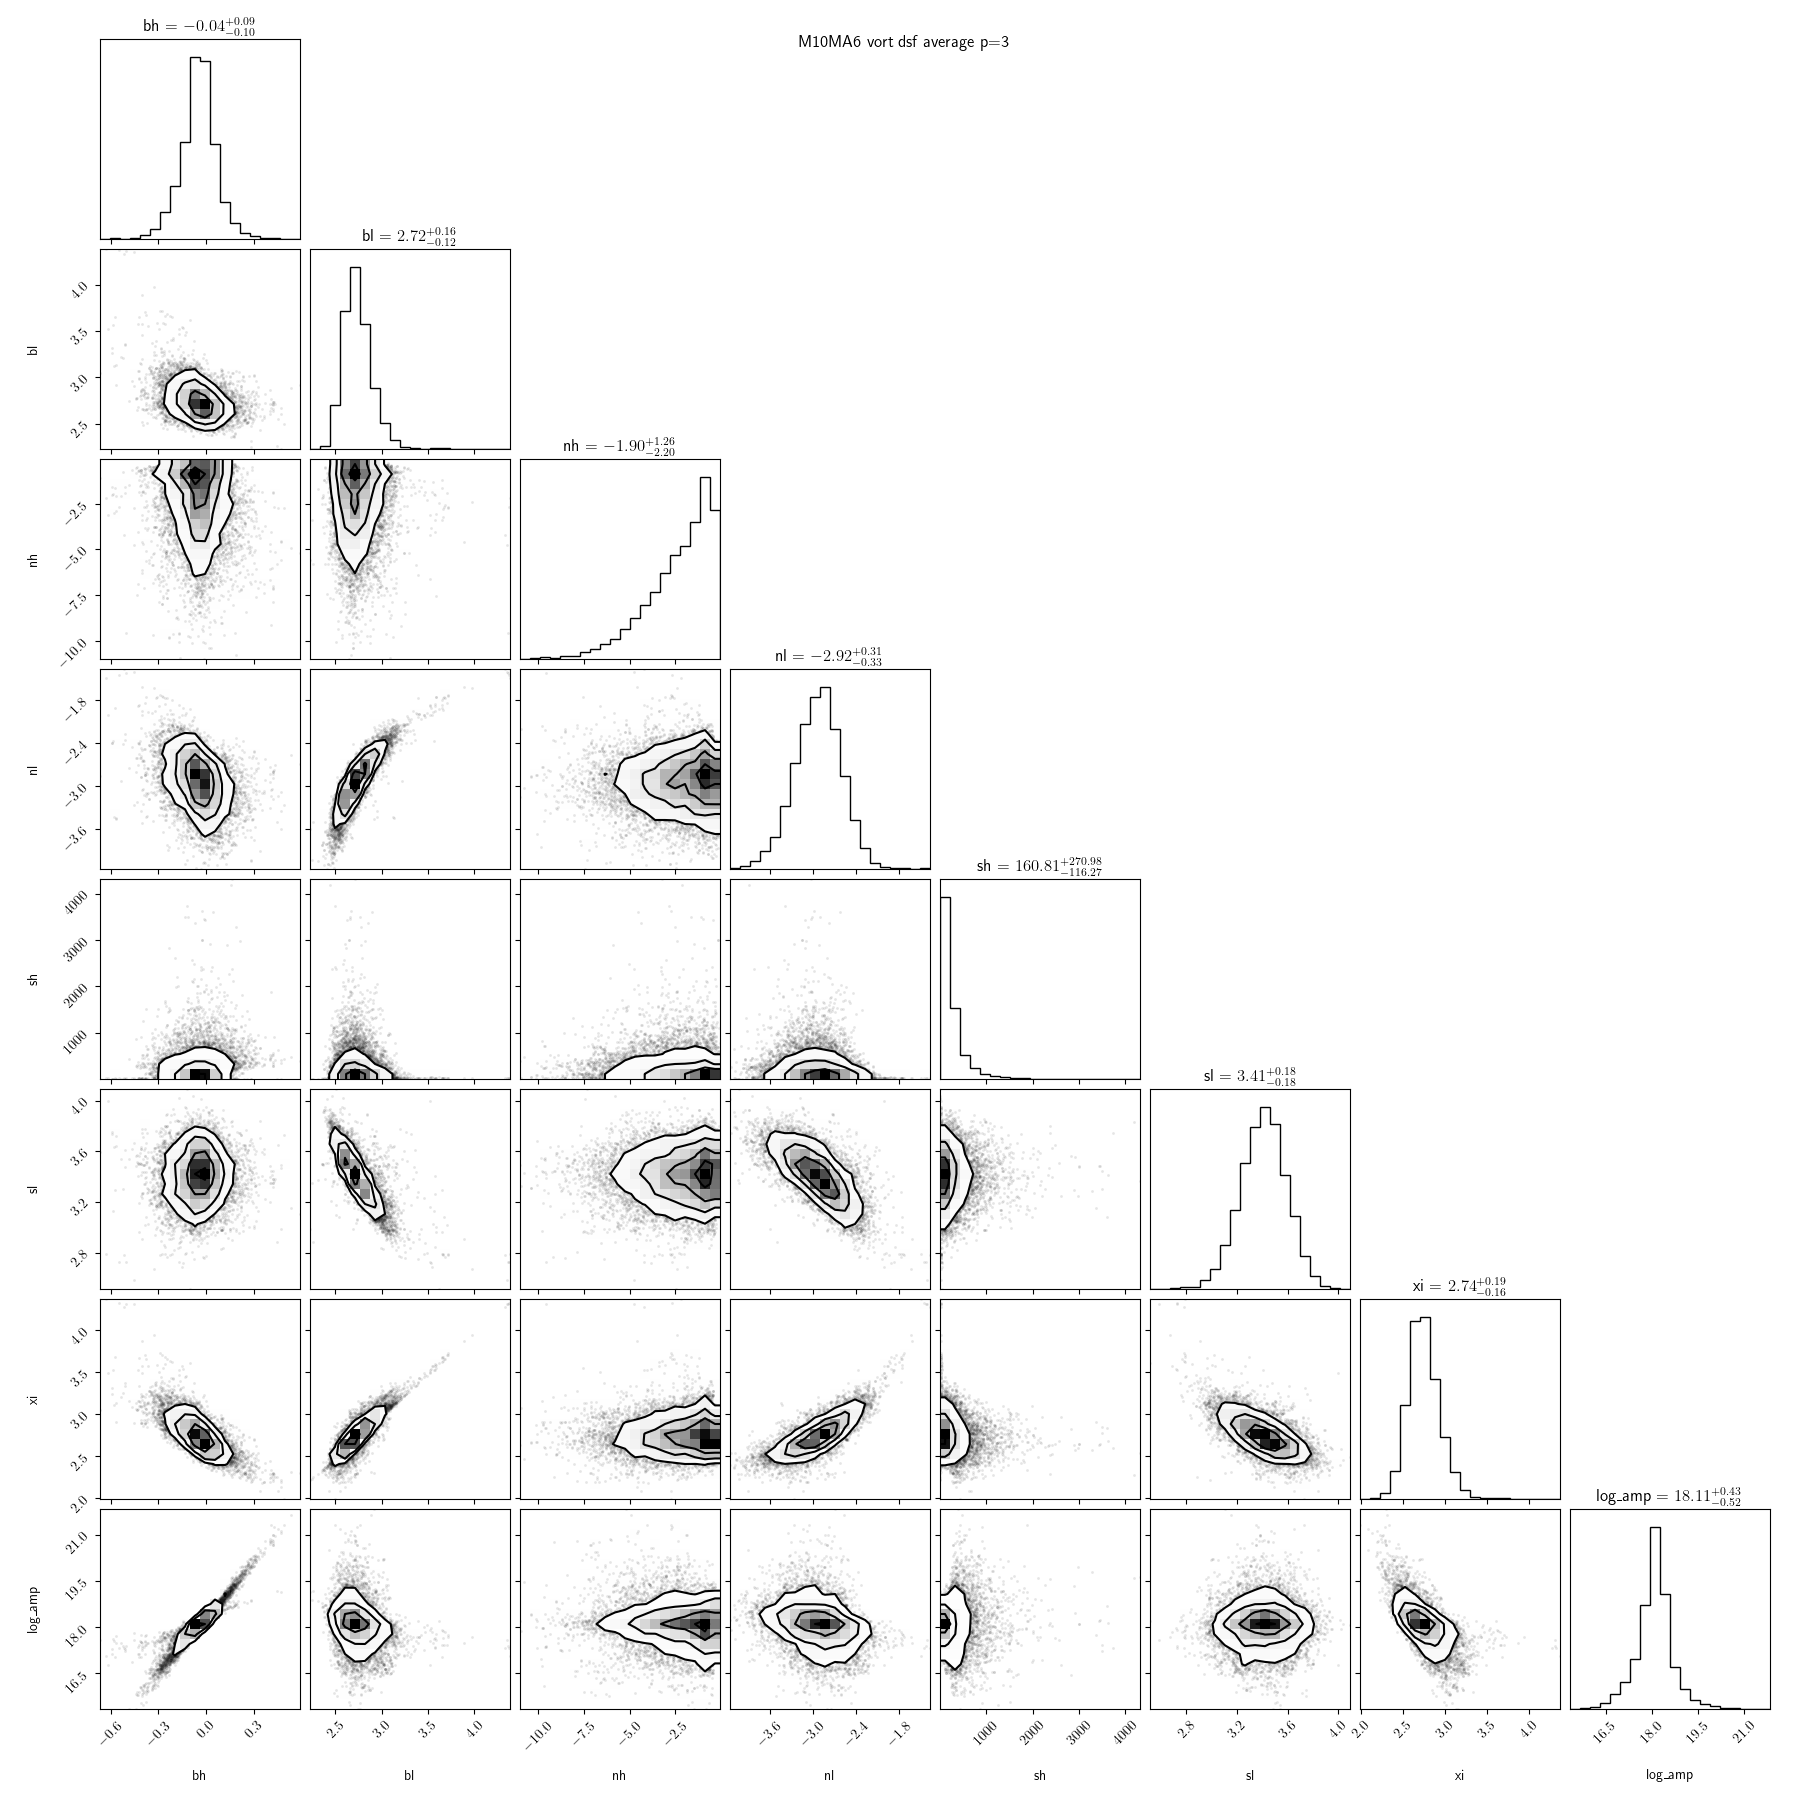 M10MA6 vort dsf average p=3
bh = −0.04 +0.09 −0.10
bl = 2.72 +0.16 −0.12
nh = −1.90 +1.26 −2.20
nl = −2.92 +0.31 −0.33
sh = 160.81 +270.98 −116.27
sl = 3.41 +0.18 −0.18
xi = 2.74 +0.19 −0.16
log_amp = 18.11 +0.43 −0.52
bl
4.0
3.5
3.0
2.5
nh
−2.5
−5.0
−7.5
−10.0
nl
−1.8
−2.4
−3.0
−3.6
sh
4000
3000
2000
1000
sl
4.0
3.6
3.2
2.8
xi
4.0
3.5
3.0
2.5
2.0
log_amp
21.0
19.5
18.0
16.5
−0.6 −0.3 0.0 0.3
2.5 3.0 3.5 4.0
−10.0 −7.5 −5.0 −2.5
−3.6 −3.0 −2.4 −1.8
1000 2000 3000 4000
2.8 3.2 3.6 4.0
2.0 2.5 3.0 3.5 4.0
16.5 18.0 19.5 21.0
bh bl nh nl sh sl xi log_amp